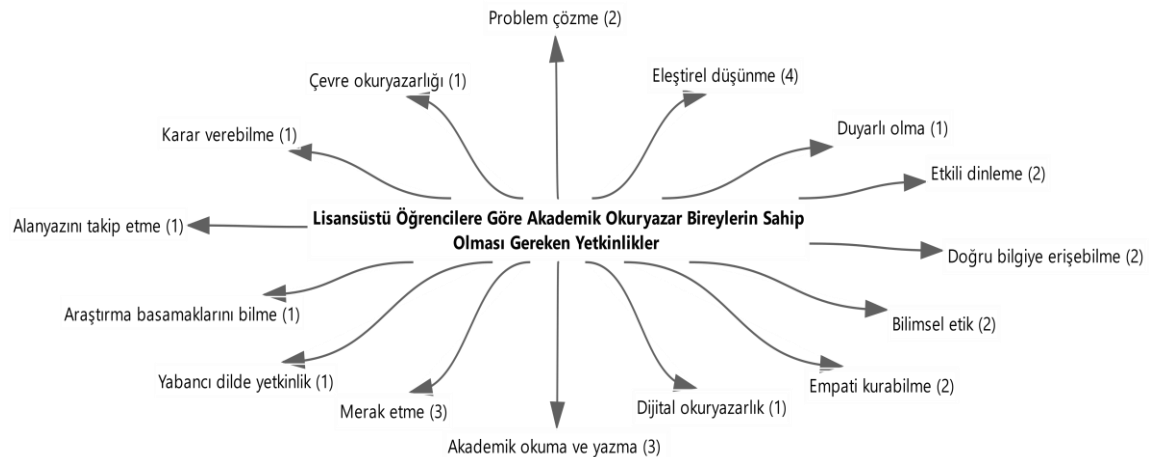 Problem çözme (2)
Çevre okuryazarlığı (1)
Eleştirel düşünme (4)
Karar verebilme (1)
Duyarlı olma (1)
Etkili dinleme (2)
Alanyazını takip etme (1)
Lisansüstü Öğrencilere Göre Akademik Okuryazar Bireylerin Sahip
Olması Gereken Yetkinlikler
Doğru bilgiye erişebilme (2)
Araştırma basamaklarını bilme (1)
Bilimsel etik (2)
Yabancı dilde yetkinlik (1)
Empati kurabilme (2)
Merak etme (3)
Dijital okuryazarlık (1)
Akademik okuma ve yazma (3)